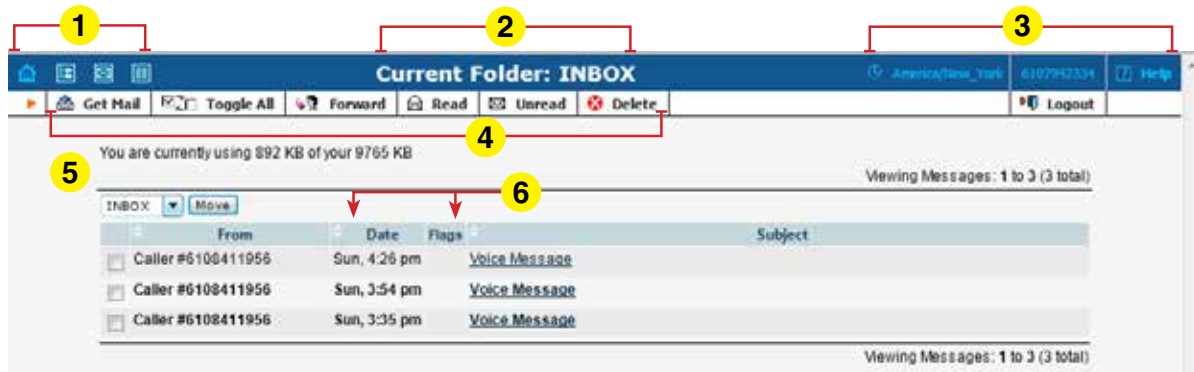 1 2 3
Current Folder: INBOX America/New_York 6107942334 Help
Get Mail Toggle All Forward Read Unread Delete Logout
4
You are currently using 892 KB of your 9765 KB
5
Viewing Messages: 1 to 3 (3 total)
6
INBOX Move
From Date Flags Subject
Caller #6108411956 Sun, 4:26 pm Voice Message
Caller #6108411956 Sun, 3:54 pm Voice Message
Caller #6108411956 Sun, 3:35 pm Voice Message
Viewing Messages: 1 to 3 (3 total)